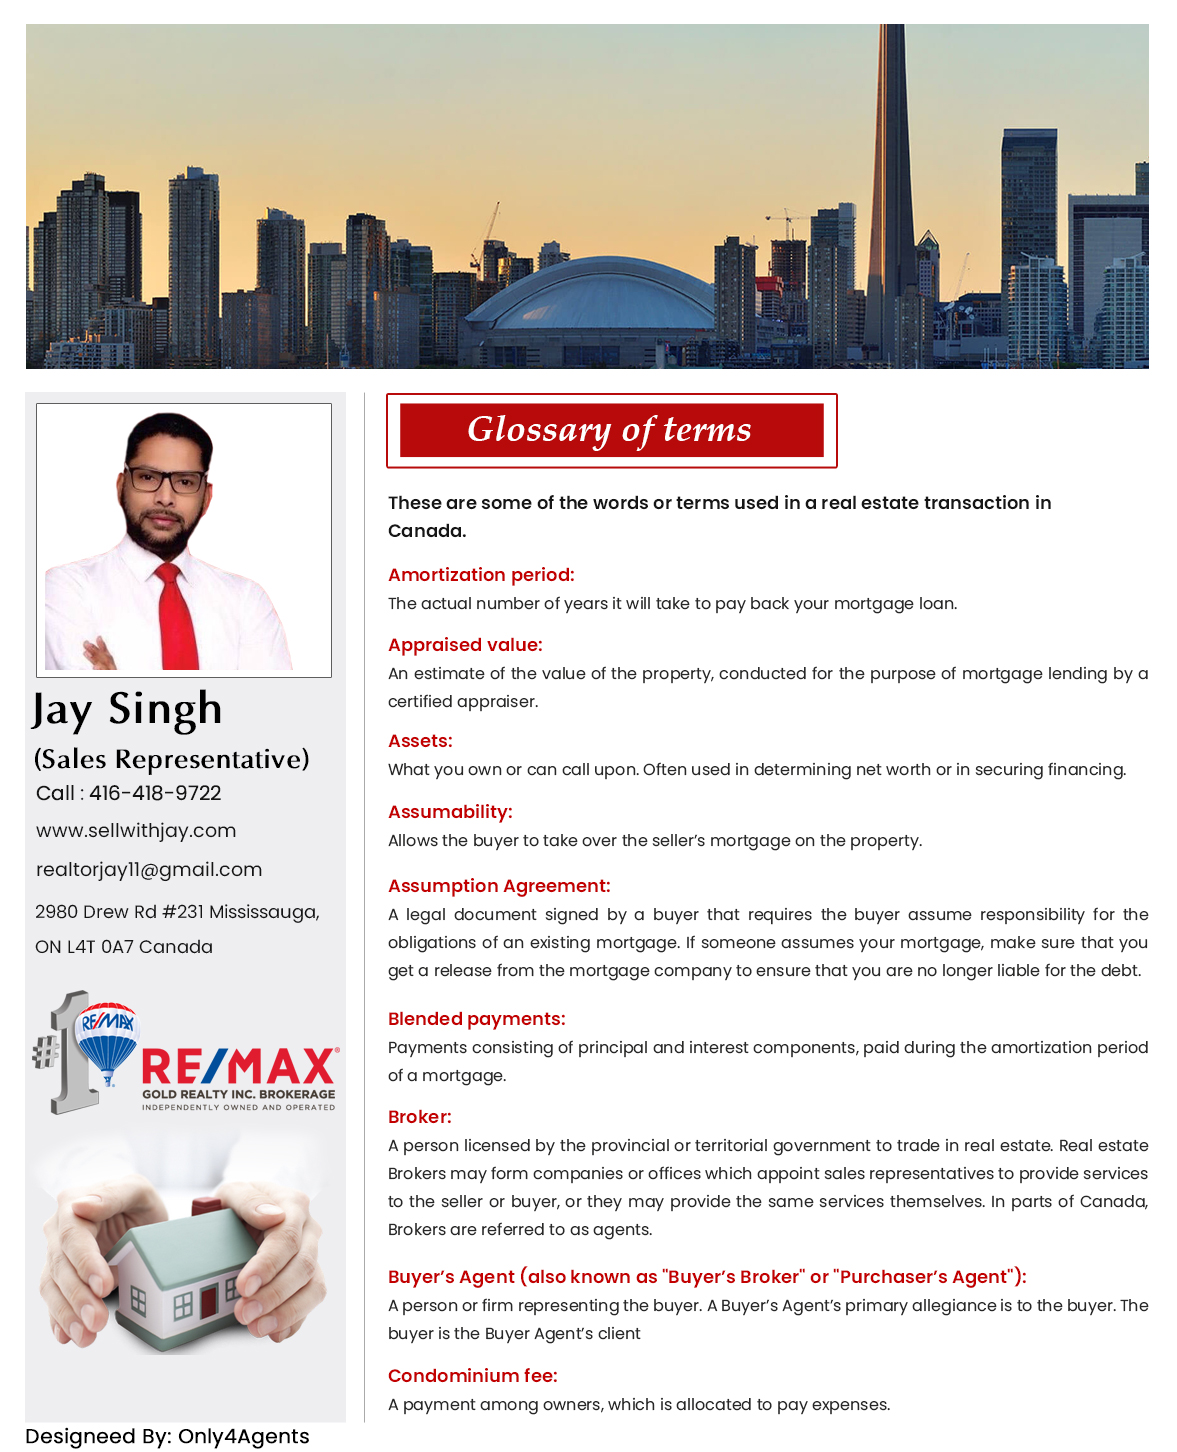 Jay Singh
(Sales Representative)
Call : 416-418-9722
www.sellwithjay.com
realtorjay11@gmail.com
2980 Drew Rd #231 Mississauga,
ON L4T 0A7 Canada
#1
RE/MAX
RE/MAX®
GOLD REALTY INC. BROKERAGE
INDEPENDENTLY OWNED AND OPERATED
Designeed By: Only4Agents
Glossary of terms
These are some of the words or terms used in a real estate transaction in
Canada.
Amortization period:
The actual number of years it will take to pay back your mortgage loan.
Appraised value:
An estimate of the value of the property, conducted for the purpose of mortgage lending by a
certified appraiser.
Assets:
What you own or can call upon. Often used in determining net worth or in securing financing.
Assumability:
Allows the buyer to take over the seller’s mortgage on the property.
Assumption Agreement:
A legal document signed by a buyer that requires the buyer assume responsibility for the
obligations of an existing mortgage. If someone assumes your mortgage, make sure that you
get a release from the mortgage company to ensure that you are no longer liable for the debt.
Blended payments:
Payments consisting of principal and interest components, paid during the amortization period
of a mortgage.
Broker:
A person licensed by the provincial or territorial government to trade in real estate. Real estate
Brokers may form companies or offices which appoint sales representatives to provide services
to the seller or buyer, or they may provide the same services themselves. In parts of Canada,
Brokers are referred to as agents.
Buyer’s Agent (also known as "Buyer’s Broker" or "Purchaser’s Agent"):
A person or firm representing the buyer. A Buyer’s Agent’s primary allegiance is to the buyer. The
buyer is the Buyer Agent’s client
Condominium fee:
A payment among owners, which is allocated to pay expenses.